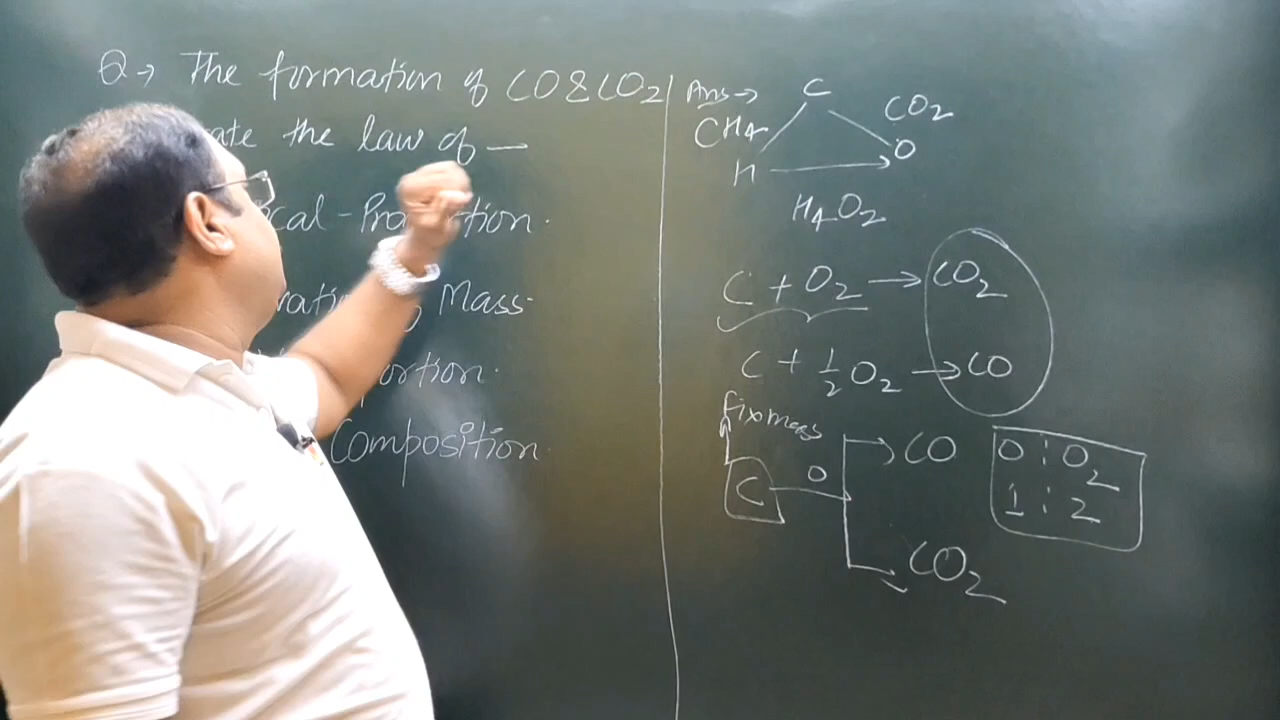 Q → The formation of CO & CO2
ate the law of —
cal - Pro tion.
rati Mass.
ortion.
Composition.
Ans →
C
CH4
CO2
H → O
H4O2
C + O2 → CO2
C + 1/2 O2 → CO
fix mass
C O
CO
CO2
O : O2
1 : 2